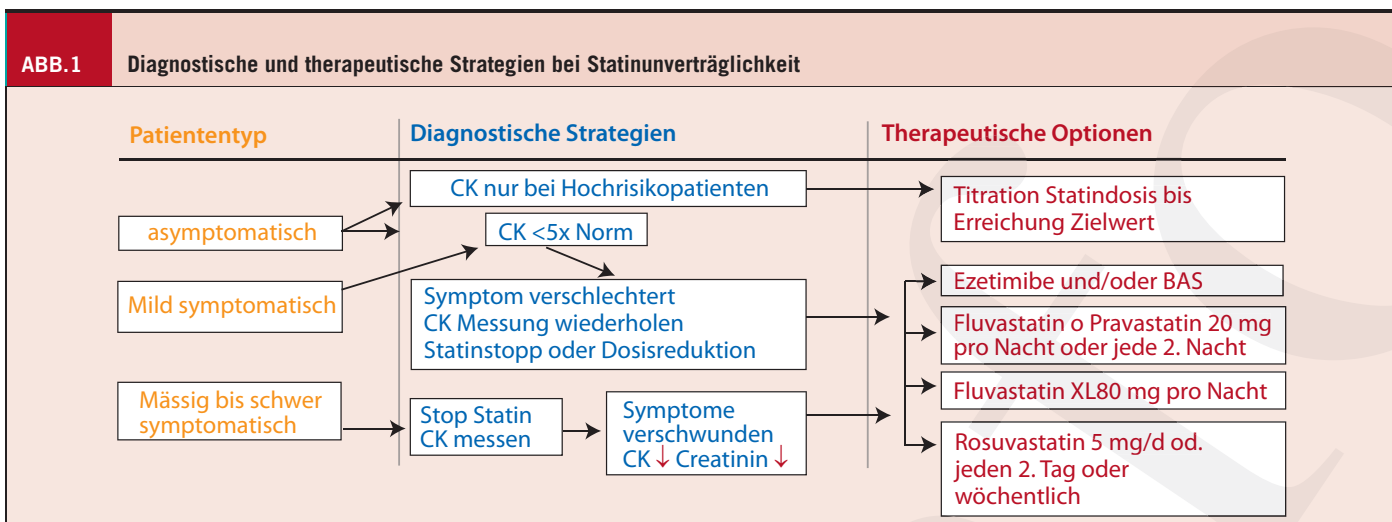 ABB.1
Diagnostische und therapeutische Strategien bei Statinunverträglichkeit
Patiententyp
Diagnostische Strategien
Therapeutische Optionen
asymptomatisch
Mild symptomatisch
Mässig bis schwer
symptomatisch
CK nur bei Hochrisikopatienten
CK <5x Norm
Symptom verschlechtert
CK Messung wiederholen
Statinstopp oder Dosisreduktion
Stop Statin
CK messen
Symptome
verschwunden
CK ↓ Creatinin ↓
Titration Statindosis bis
Erreichung Zielwert
Ezetimibe und/oder BAS
Fluvastatin o Pravastatin 20 mg
pro Nacht oder jede 2. Nacht
Fluvastatin XL80 mg pro Nacht
Rosuvastatin 5 mg/d od.
jeden 2. Tag oder
wöchentlich